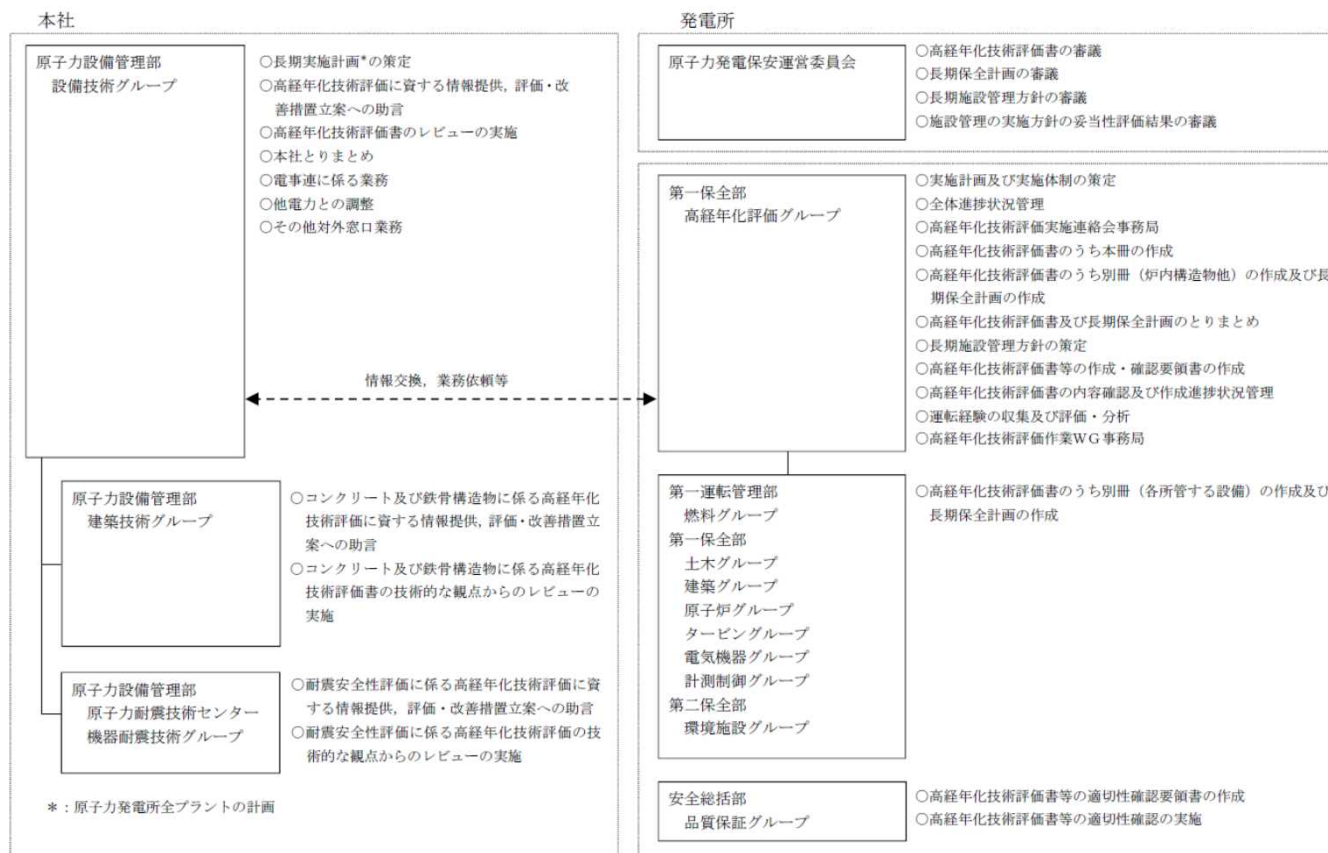 本社
原子力設備管理部
設備技術グループ
○長期実施計画*の策定
○高経年化技術評価に資する情報提供，評価・改
善措置立案への助言
○高経年化技術評価書のレビューの実施
○本社とりまとめ
○電事連に係る業務
○他電力との調整
○その他対外窓口業務
情報交換，業務依頼等
原子力設備管理部
建築技術グループ
○コンクリート及び鉄骨構造物に係る高経年化
技術評価に資する情報提供，評価・改善措置立
案への助言
○コンクリート及び鉄骨構造物に係る高経年化
技術評価書の技術的な観点からのレビューの
実施
原子力設備管理部
原子力耐震技術センター
機器耐震技術グループ
○耐震安全性評価に係る高経年化技術評価に資
する情報提供，評価・改善措置立案への助言
○耐震安全性評価に係る高経年化技術評価の技
術的な観点からのレビューの実施
＊：原子力発電所全プラントの計画
発電所
原子力発電保安運営委員会
○高経年化技術評価書の審議
○長期保全計画の審議
○長期施設管理方針の審議
○施設管理の実施方針の妥当性評価結果の審議
第一保全部
高経年化評価グループ
○実施計画及び実施体制の策定
○全体進捗状況管理
○高経年化技術評価実施連絡会事務局
○高経年化技術評価書のうち本冊の作成
○高経年化技術評価書のうち別冊（炉内構造物他）の作成及び長
期保全計画の作成
○高経年化技術評価書及び長期保全計画のとりまとめ
○長期施設管理方針の策定
○高経年化技術評価書等の作成・確認要領書の作成
○高経年化技術評価書の内容確認及び作成進捗状況管理
○運転経験の収集及び評価・分析
○高経年化技術評価作業ＷＧ事務局
第一運転管理部
燃料グループ
第一保全部
土木グループ
建築グループ
原子炉グループ
タービングループ
電気機器グループ
計測制御グループ
第二保全部
環境施設グループ
○高経年化技術評価書のうち別冊（各所管する設備）の作成及び
長期保全計画の作成
安全総括部
品質保証グループ
○高経年化技術評価書等の適切性確認要領書の作成
○高経年化技術評価書等の適切性確認の実施